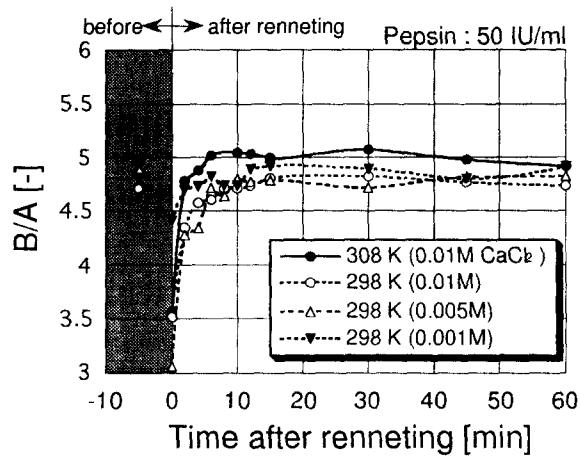 before after renneting
Pepsin : 50 IU/ml
6
5.5
5
4.5
4
3.5
3
B/A [-]
308 K (0.01M CaCl2 )
298 K (0.01M)
298 K (0.005M)
298 K (0.001M)
-10 0 10 20 30 40 50 60
Time after renneting [min]